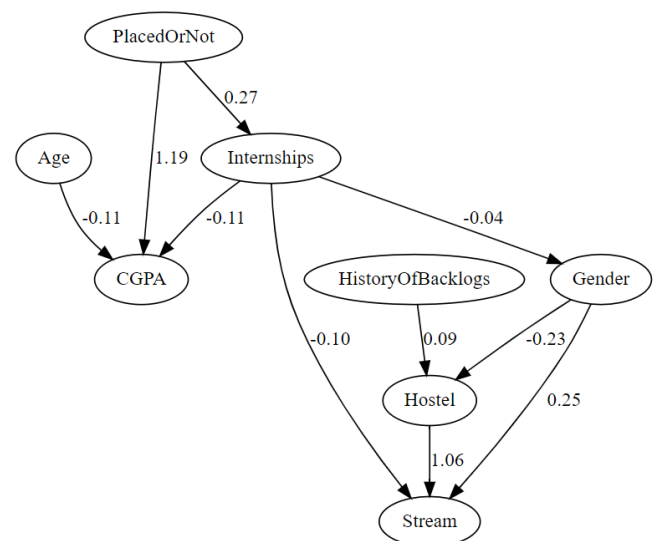 PlacedOrNot
0.27
Age
1.19
Internships
-0.11
-0.11
-0.04
CGPA
HistoryOfBacklogs
Gender
-0.10
0.09
-0.23
Hostel
0.25
1.06
Stream